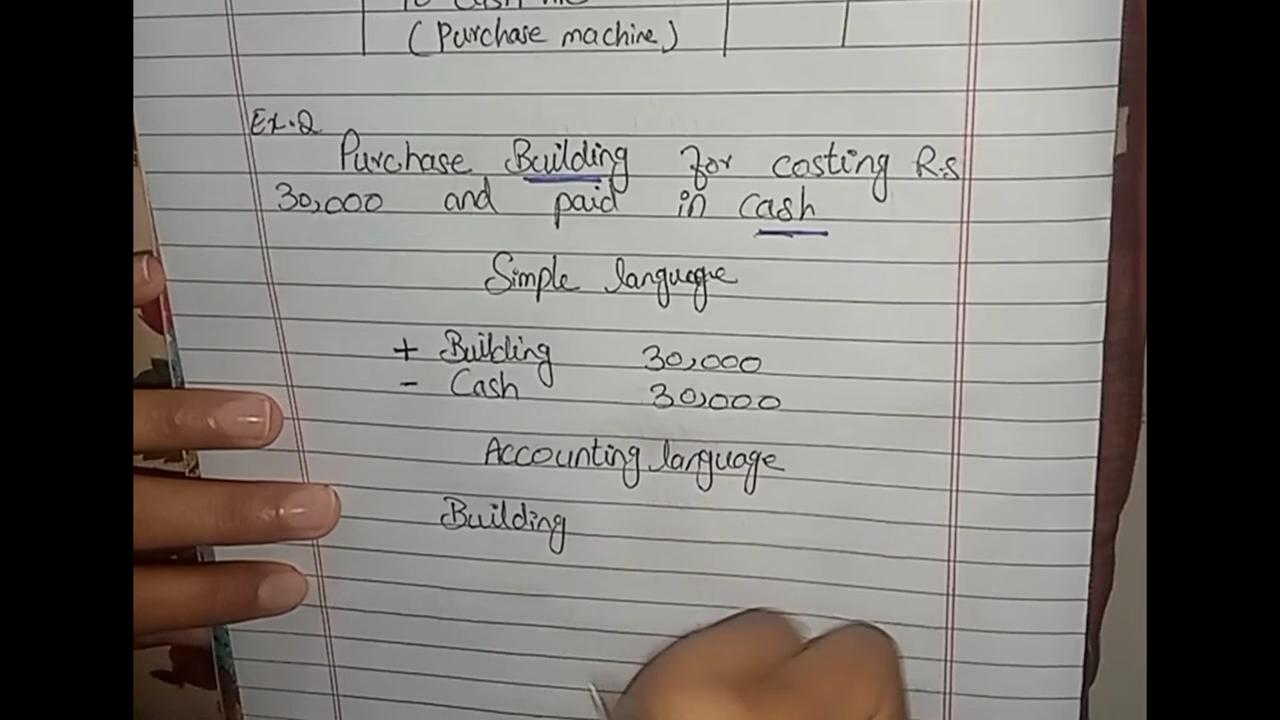 (Purchase machine)
Ex.2
Purchase Building for costing R.s
30,000 and paid in cash
Simple language
+ Building 30,000
- Cash 30,000
Accounting language
Building